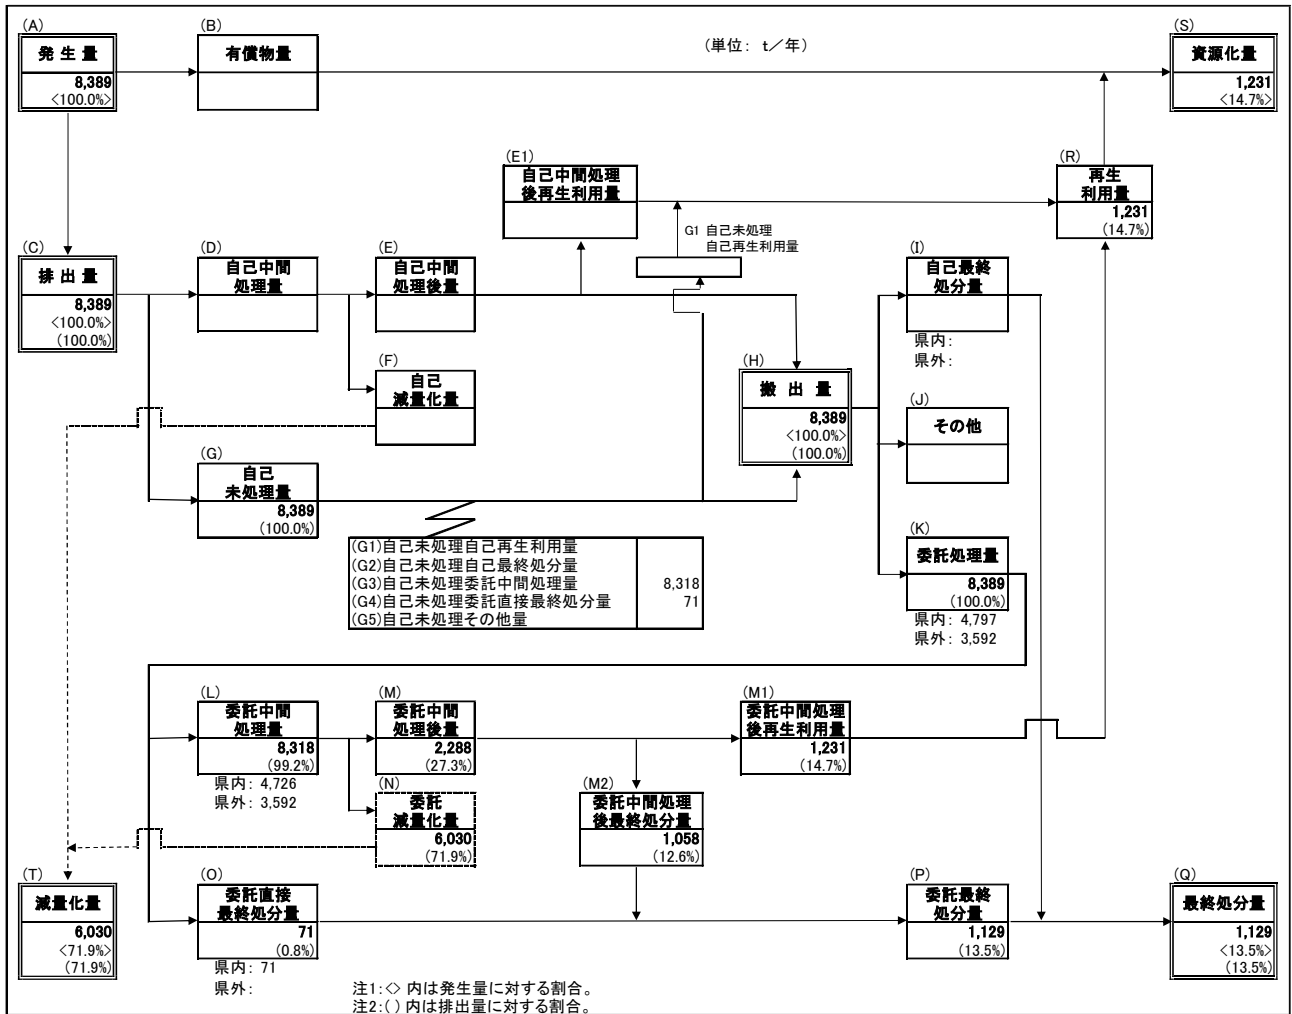 (A)
発 生 量
8,389
<100.0%>
(B)
有償物量
(単位: t/年)
(S)
資源化量
1,231
<14.7%>
(E1)
自己中間処理
後再生利用量
(R)
再生
利用量
1,231
(14.7%)
G1 自己未処理
自己再生利用量
(C)
排 出 量
8,389
<100.0%>
(100.0%)
(D)
自己中間
処理量
(E)
自己中間
処理後量
(I)
自己最終
処分量
県内:
県外:
(F)
自己
減量化量
(H)
搬 出 量
8,389
<100.0%>
(100.0%)
(J)
その他
(G)
自己
未処理量
8,389
(100.0%)
(G1)自己未処理自己再生利用量
(G2)自己未処理自己最終処分量
(G3)自己未処理委託中間処理量 8,318
(G4)自己未処理委託直接最終処分量 71
(G5)自己未処理その他量
(K)
委託処理量
8,389
(100.0%)
県内: 4,797
県外: 3,592
(L)
委託中間
処理量
8,318
(99.2%)
県内: 4,726
県外: 3,592
(M)
委託中間
処理後量
2,288
(27.3%)
(M1)
委託中間処理
後再生利用量
1,231
(14.7%)
(N)
委託
減量化量
6,030
(71.9%)
(M2)
委託中間処理
後最終処分量
1,058
(12.6%)
(T)
減量化量
6,030
<71.9%>
(71.9%)
(O)
委託直接
最終処分量
71
(0.8%)
県内: 71
県外:
(P)
委託最終
処分量
1,129
(13.5%)
(Q)
最終処分量
1,129
<13.5%>
(13.5%)
注1:<> 内は発生量に対する割合。
注2:( ) 内は排出量に対する割合。